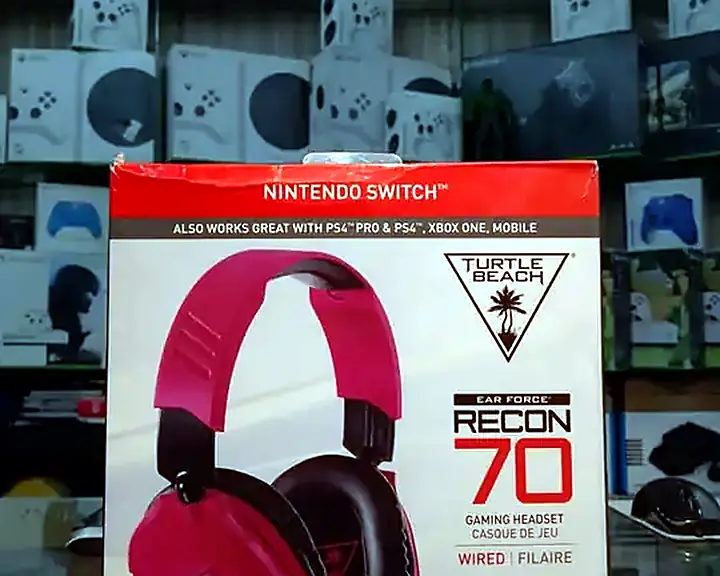 NINTENDO SWITCH™
ALSO WORKS GREAT WITH PS4™ PRO & PS4™, XBOX ONE, MOBILE
TURTLE
BEACH®
EAR FORCE®
RECON
70
GAMING HEADSET
CASQUE DE JEU
WIRED | FILAIRE